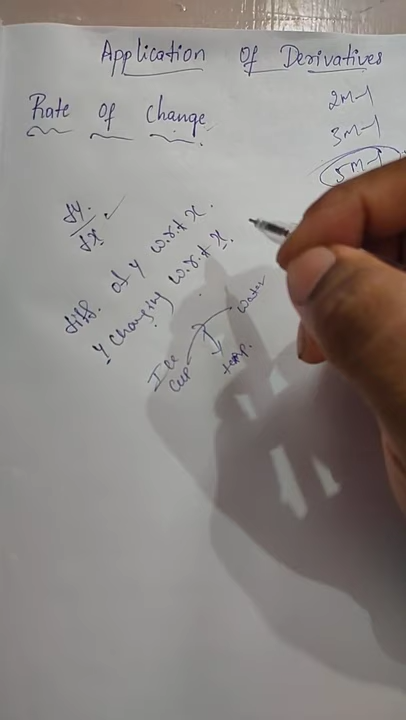 Application Of Derivatives
2M-1
3M-1
5M-1
Rate Of Change
dy/dx ✓
diff. of y w.r.t x.
y changing w.r.t x.
Ice cup
temp.
water